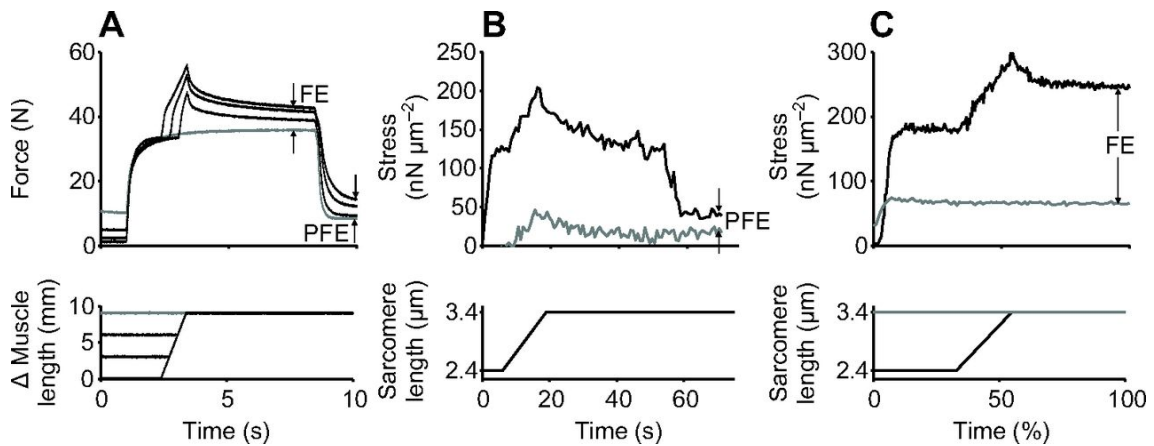 A
Force (N)
60
40
20
0
FE
PFE
Δ Muscle
length (mm)
10
5
0
0
5
10
Time (s)
B
Stress
(nN μm⁻²)
250
200
150
100
50
0
PFE
Sarcomere
length (μm)
3.4
2.4
0
20
40
60
Time (s)
C
Stress
(nN μm⁻²)
300
200
100
0
FE
Sarcomere
length (μm)
3.4
2.4
0
50
100
Time (%)